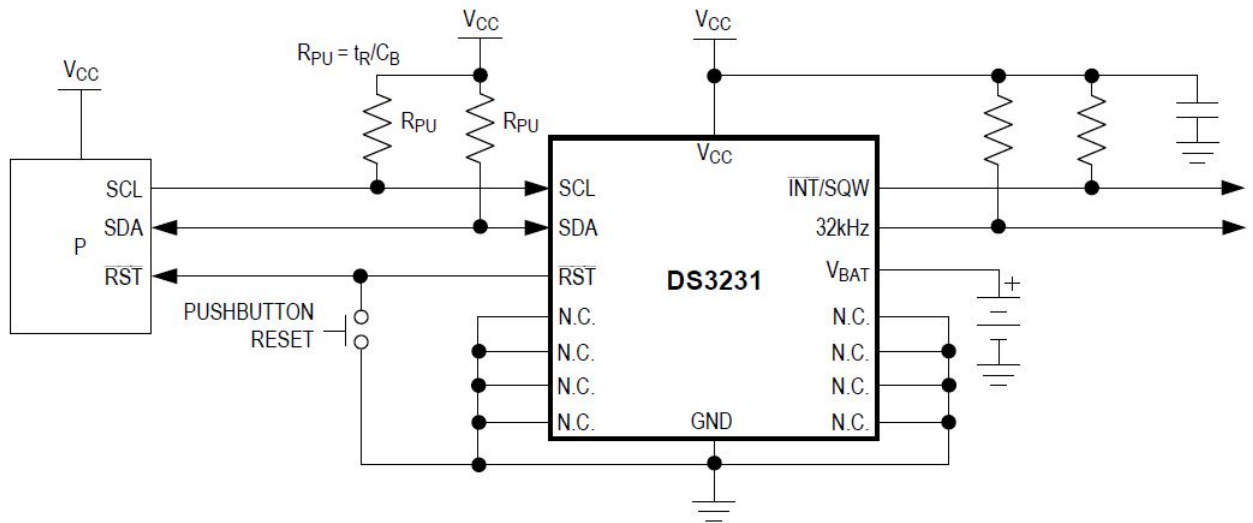 VCC
VCC
RPU = tR/CB
VCC
RPU
RPU
VCC
SCL
SCL
INT/SQW
SDA
SDA
32kHz
P
RST
RST
DS3231
VBAT
+
PUSHBUTTON
RESET
N.C.
N.C.
N.C.
N.C.
N.C.
N.C.
N.C.
GND
N.C.